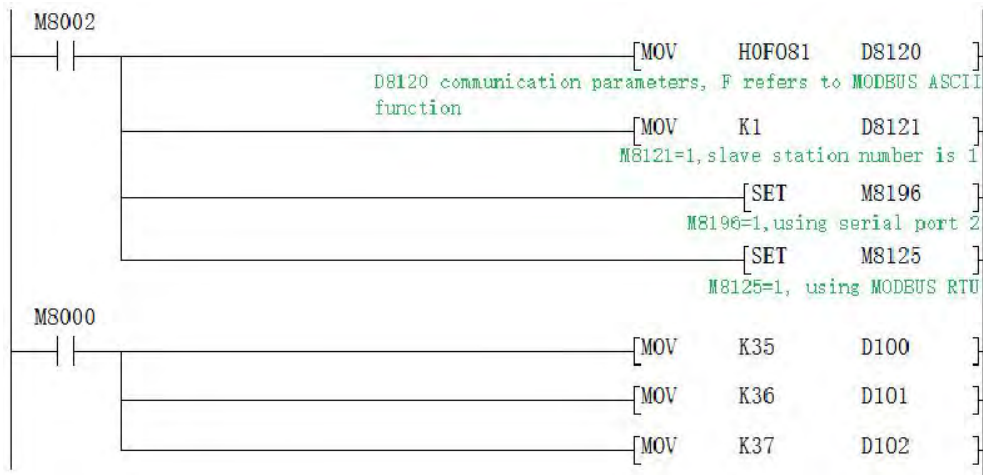 M8002
[MOV H0F081 D8120 ]
D8120 communication parameters, F refers to MODBUS ASCII
function
[MOV K1 D8121 ]
M8121=1,slave station number is 1
[SET M8196 ]
M8196=1,using serial port 2
[SET M8125 ]
M8125=1, using MODBUS RTU
M8000
[MOV K35 D100 ]
[MOV K36 D101 ]
[MOV K37 D102 ]